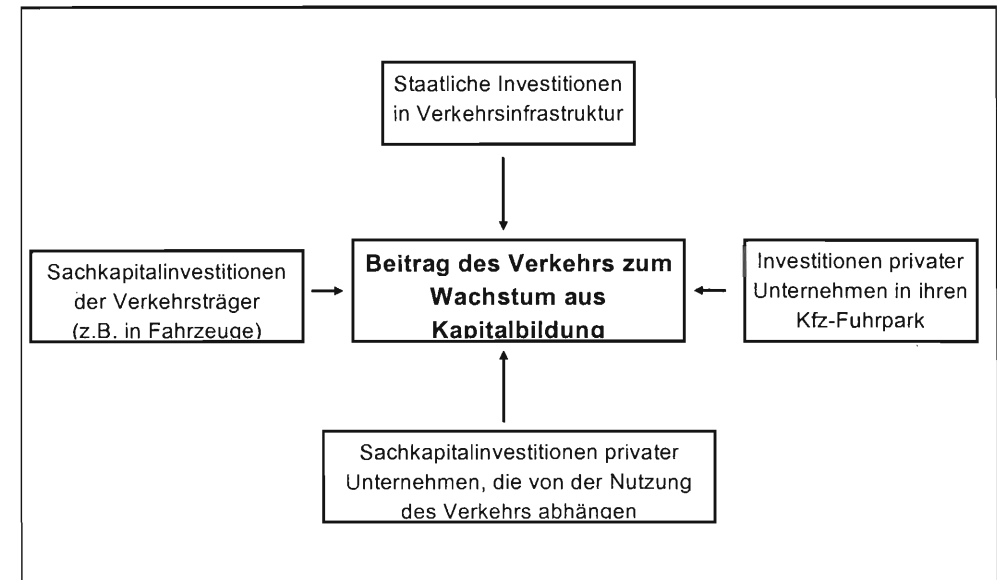 Staatliche Investitionen
in Verkehrsinfrastruktur
Sachkapitalinvestitionen
der Verkehrsträger
(z.B. in Fahrzeuge)
Beitrag des Verkehrs zum
Wachstum aus
Kapitalbildung
Investitionen privater
Unternehmen in ihren
Kfz-Fuhrpark
Sachkapitalinvestitionen privater
Unternehmen, die von der Nutzung
des Verkehrs abhängen